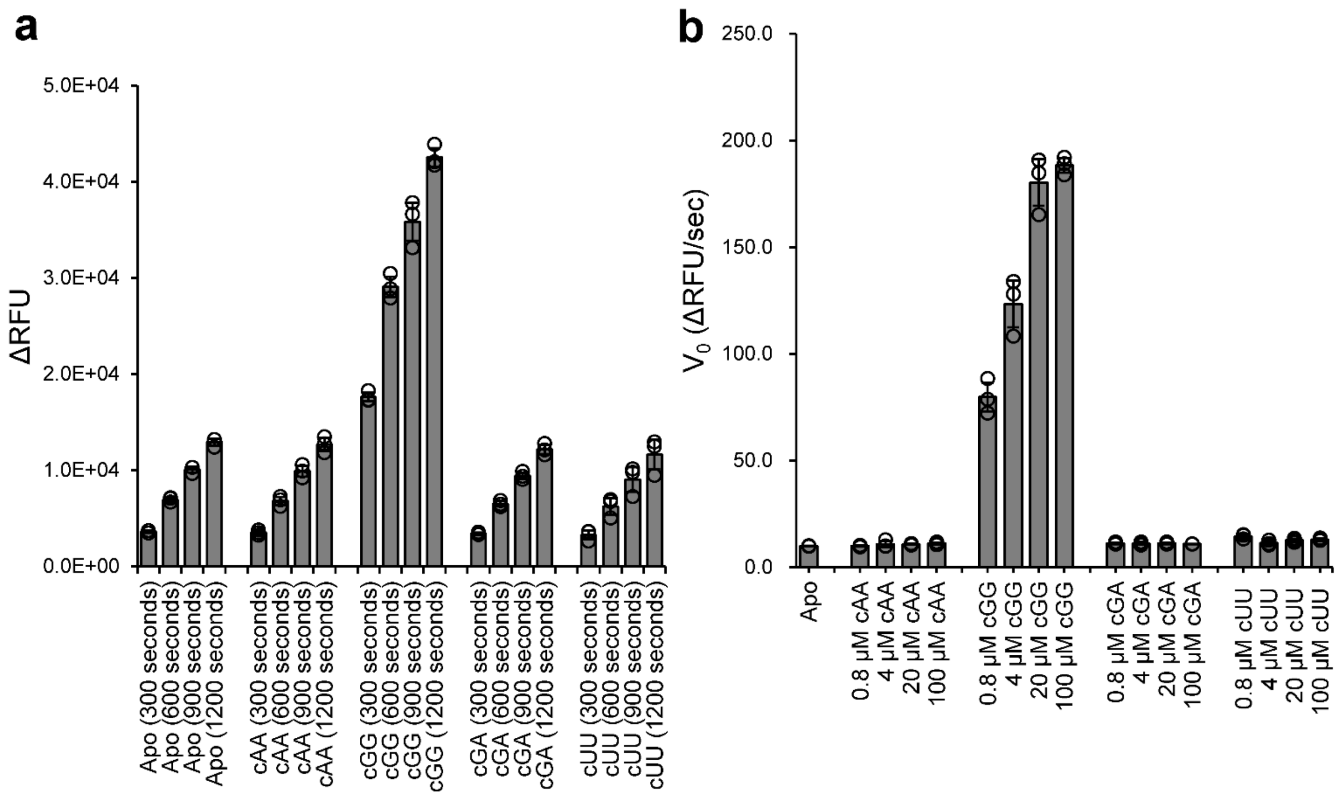 a
5.0E+04
4.0E+04
3.0E+04
2.0E+04
1.0E+04
0.0E+00
ΔRFU
Apo (300 seconds)
Apo (600 seconds)
Apo (900 seconds)
Apo (1200 seconds)
cAA (300 seconds)
cAA (600 seconds)
cAA (900 seconds)
cAA (1200 seconds)
cGG (300 seconds)
cGG (600 seconds)
cGG (900 seconds)
cGG (1200 seconds)
cGA (300 seconds)
cGA (600 seconds)
cGA (900 seconds)
cGA (1200 seconds)
cUU (300 seconds)
cUU (600 seconds)
cUU (900 seconds)
cUU (1200 seconds)
b
250.0
200.0
150.0
100.0
50.0
0.0
V₀ (ΔRFU/sec)
Apo
0.8 µM cAA
4 µM cAA
20 µM cAA
100 µM cAA
0.8 µM cGG
4 µM cGG
20 µM cGG
100 µM cGG
0.8 µM cGA
4 µM cGA
20 µM cGA
100 µM cGA
0.8 µM cUU
4 µM cUU
20 µM cUU
100 µM cUU